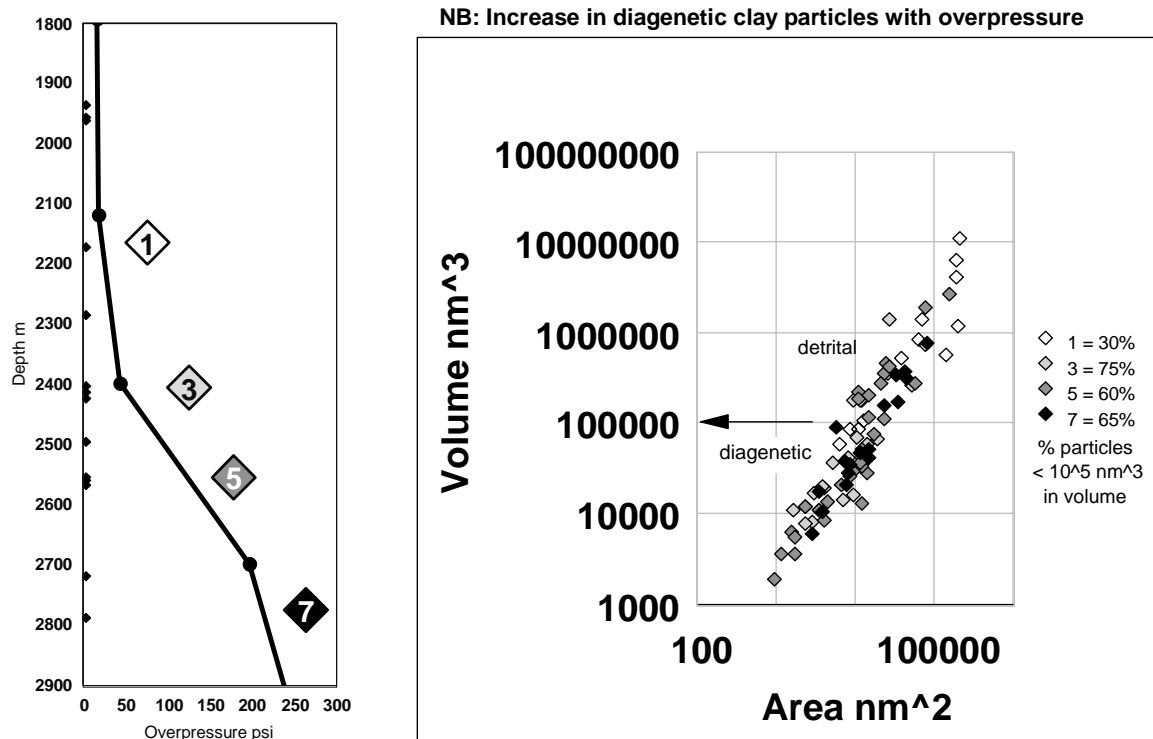 NB: Increase in diagenetic clay particles with overpressure
1800
1900
2000
2100
2200
2300
2400
2500
2600
2700
2800
2900
Depth m
0 50 100 150 200 250 300
Overpressure psi
1
3
5
7
100000000
10000000
1000000
100000
10000
1000
Volume nm^3
detrital
diagenetic
100 100000
Area nm^2
1 = 30%
3 = 75%
5 = 60%
7 = 65%
% particles
< 10^5 nm^3
in volume